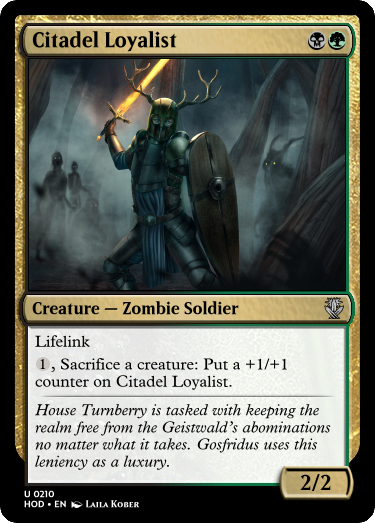 Citadel Loyalist
Creature — Zombie Soldier
Lifelink
1, Sacrifice a creature: Put a +1/+1
counter on Citadel Loyalist.
House Turnberry is tasked with keeping the
realm free from the Geistwald's abominations
no matter what it takes. Gosfridus uses this
leniency as a luxury.
2/2
U 0210
HOD • EN Laila Kober